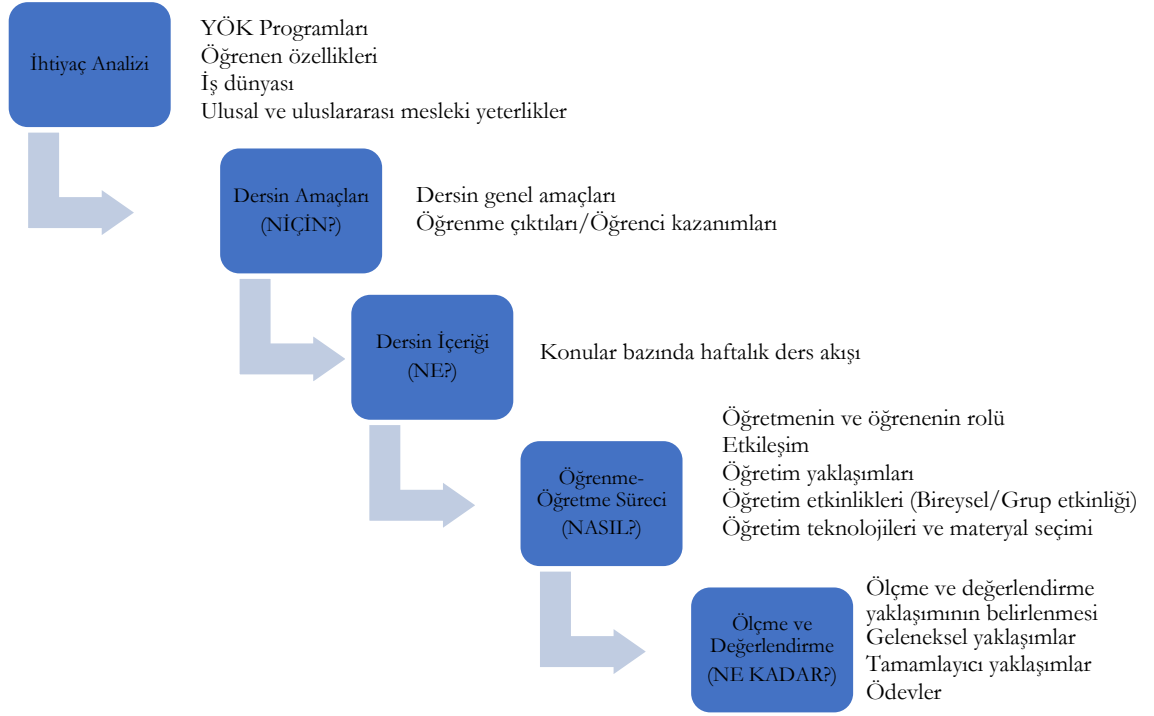 İhtiyaç Analizi
YÖK Programları
Öğrenen özellikleri
İş dünyası
Ulusal ve uluslararası mesleki yeterlikler
Dersin Amaçları
(NİÇİN?)
Dersin genel amaçları
Öğrenme çıktıları/Öğrenci kazanımları
Dersin İçeriği
(NE?)
Konular bazında haftalık ders akışı
Öğrenme-
Öğretme Süreci
(NASIL?)
Öğretmenin ve öğrenenin rolü
Etkileşim
Öğretim yaklaşımları
Öğretim etkinlikleri (Bireysel/Grup etkinliği)
Öğretim teknolojileri ve materyal seçimi
Ölçme ve
Değerlendirme
(NE KADAR?)
Ölçme ve değerlendirme
yaklaşımının belirlenmesi
Geleneksel yaklaşımlar
Tamamlayıcı yaklaşımlar
Ödevler